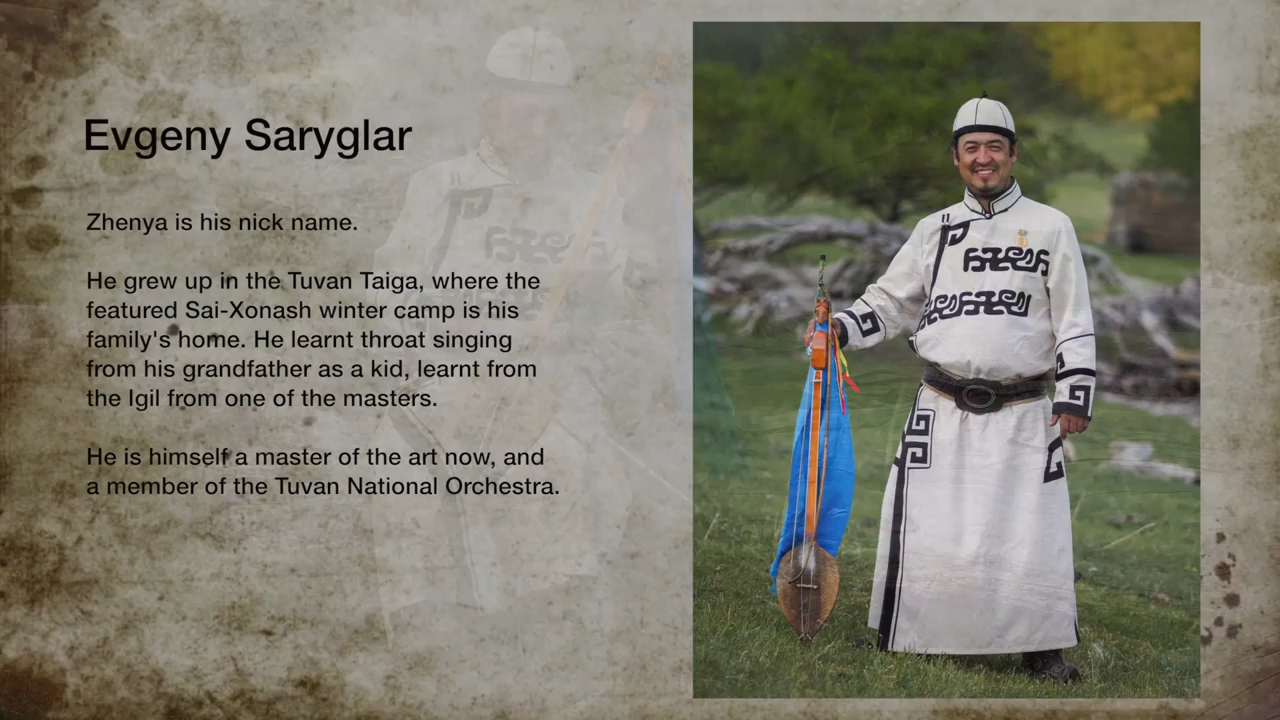 Evgeny Saryglar
Zhenya is his nick name.
He grew up in the Tuvan Taiga, where the
featured Sai-Xonash winter camp is his
family's home. He learnt throat singing
from his grandfather as a kid, learnt from
the Igil from one of the masters.
He is himself a master of the art now, and
a member of the Tuvan National Orchestra.